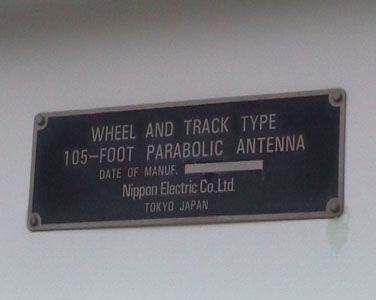 WHEEL AND TRACK TYPE
105-FOOT PARABOLIC ANTENNA
DATE OF MANUF.
Nippon Electric Co., Ltd.
TOKYO JAPAN